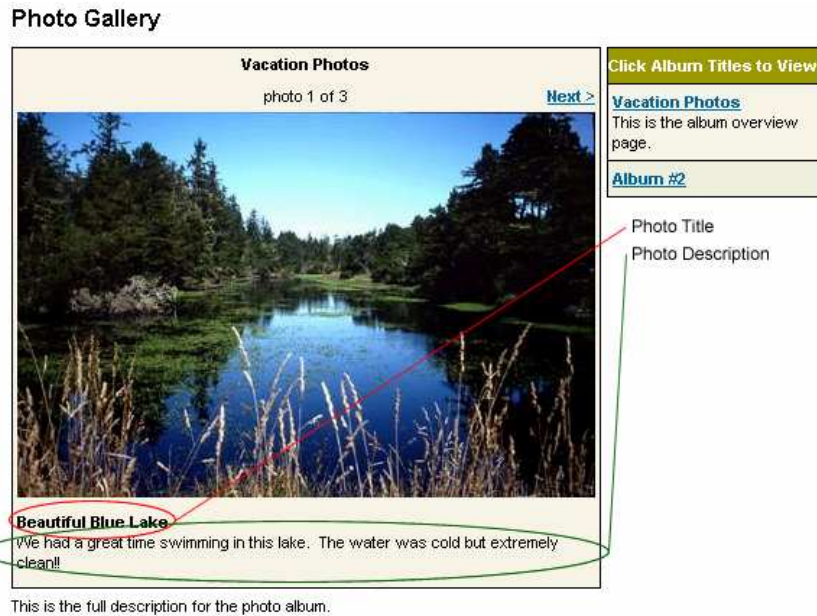 Photo Gallery
Vacation Photos
photo 1 of 3
Next >
Beautiful Blue Lake
We had a great time swimming in this lake. The water was cold but extremely
clean!!
This is the full description for the photo album.
Click Album Titles to View
Vacation Photos
This is the album overview
page.
Album #2
Photo Title
Photo Description